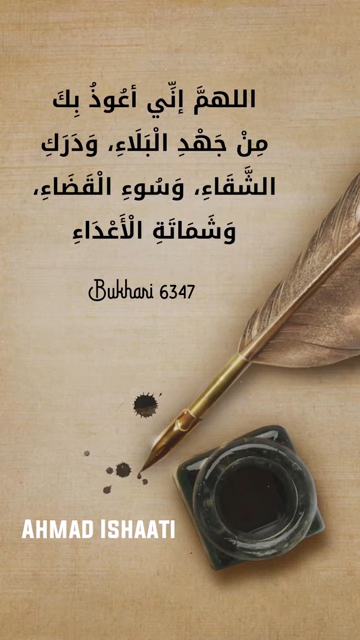 اللهمَّ إنِّي أعُوذُ بِكَ
مِنْ جَهْدِ الْبَلَاءِ، وَدَرَكِ
الشَّقَاءِ، وَسُوءِ الْقَضَاءِ،
وَشَمَاتَةِ الْأَعْدَاءِ
Bukhari 6347
AHMAD ISHAATI